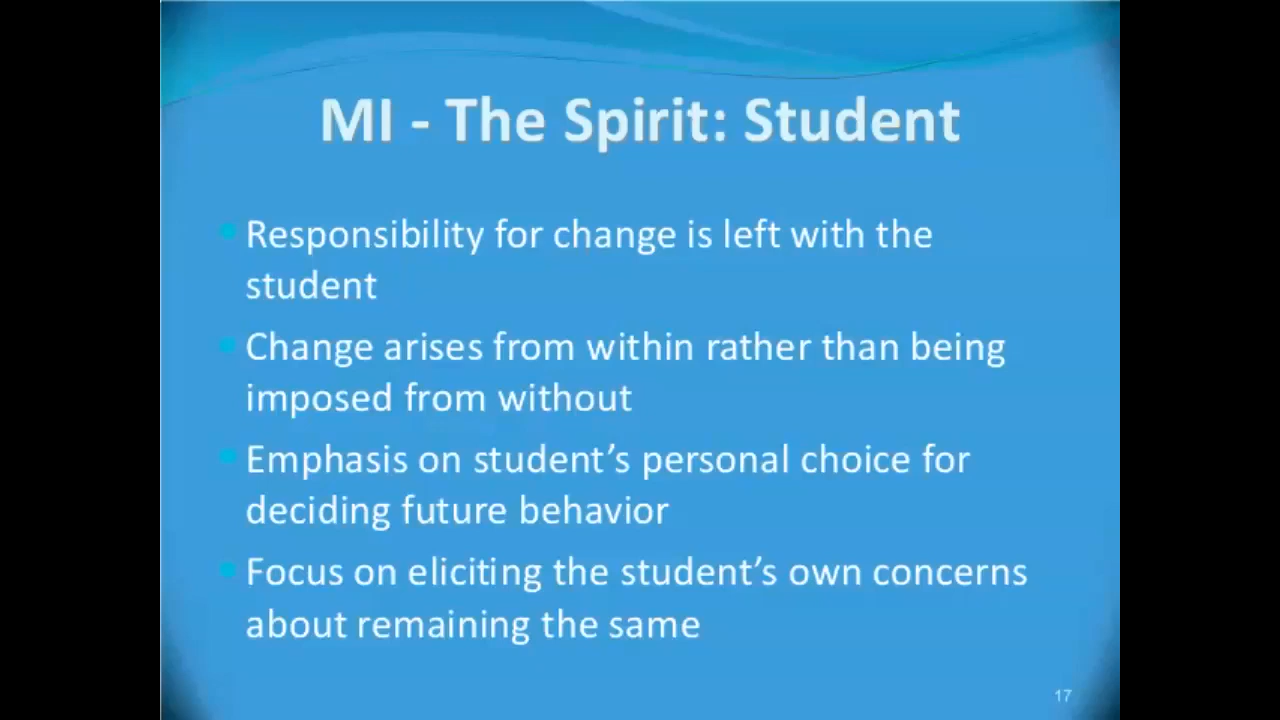 MI - The Spirit: Student
Responsibility for change is left with the
student
Change arises from within rather than being
imposed from without
Emphasis on student’s personal choice for
deciding future behavior
Focus on eliciting the student’s own concerns
about remaining the same
17